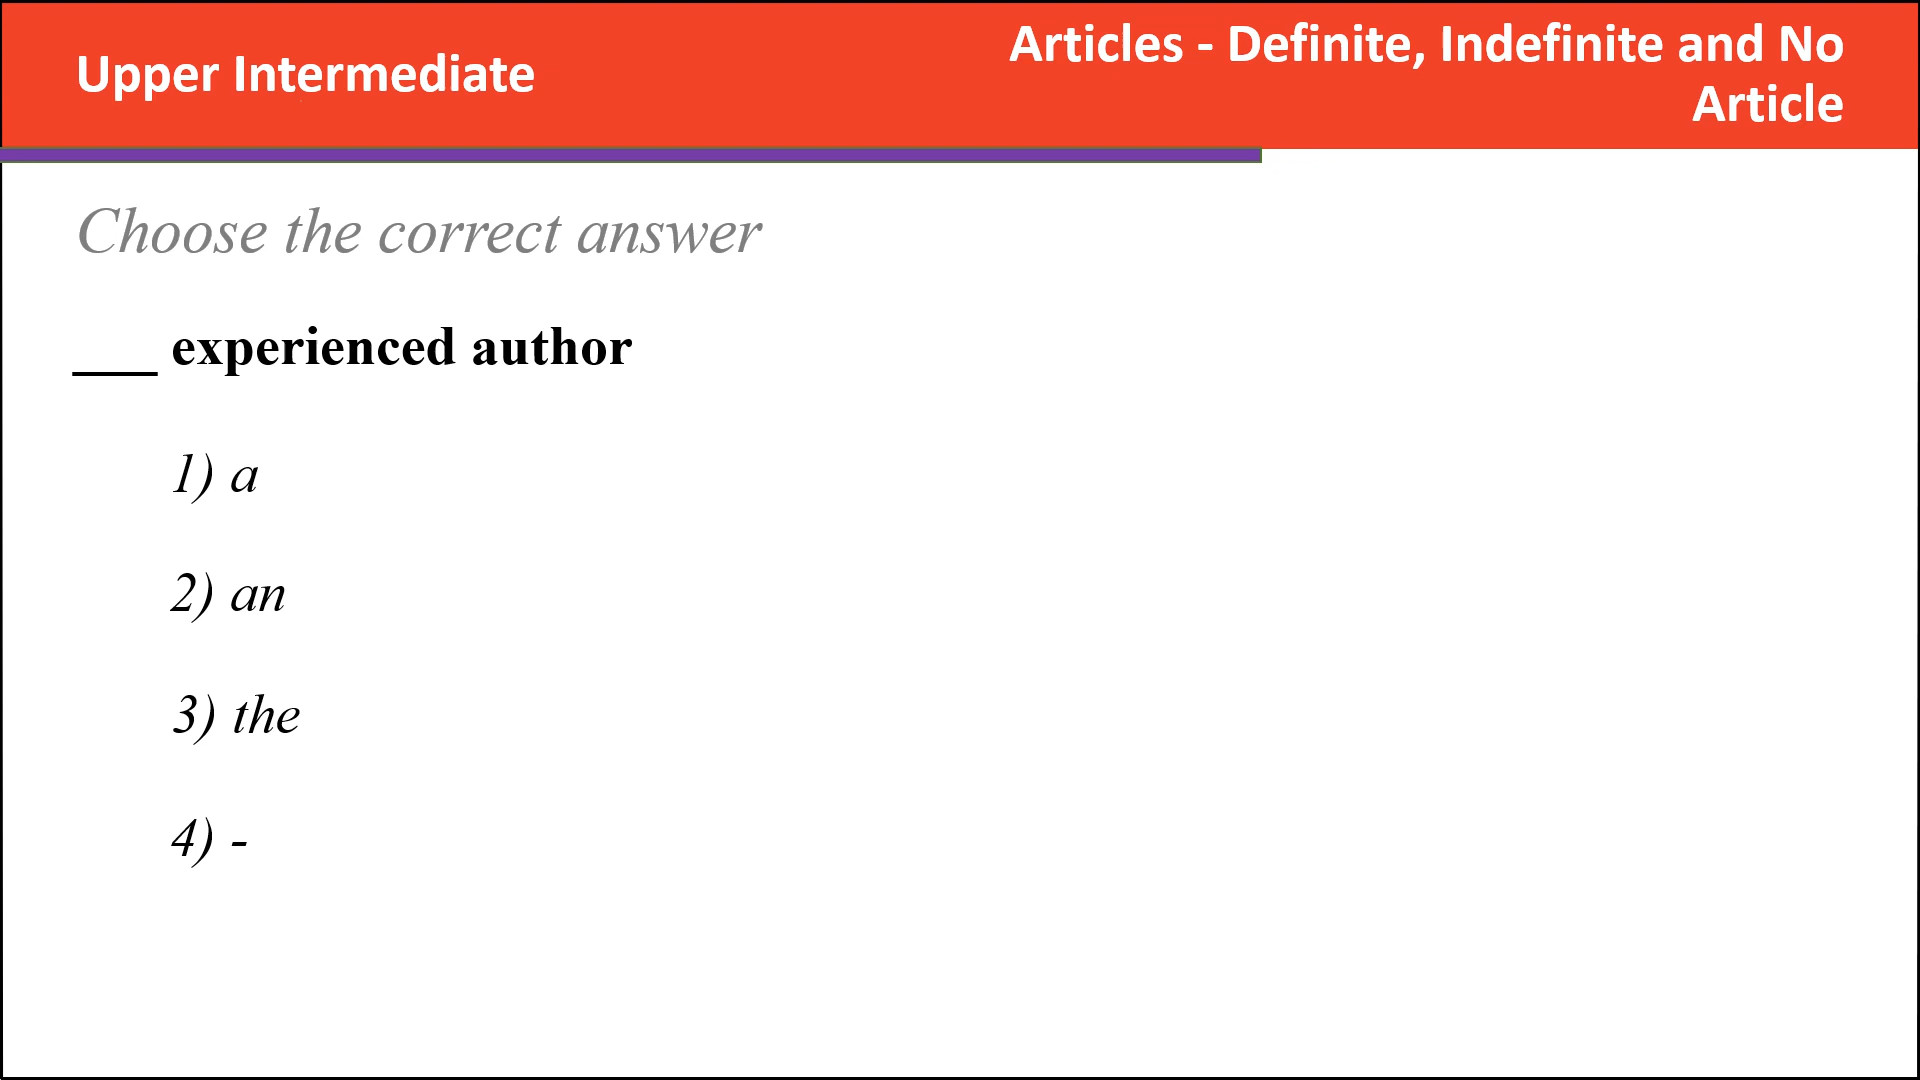 Upper Intermediate
Articles - Definite, Indefinite and No
Article
Choose the correct answer
___ experienced author
1) a
2) an
3) the
4) -